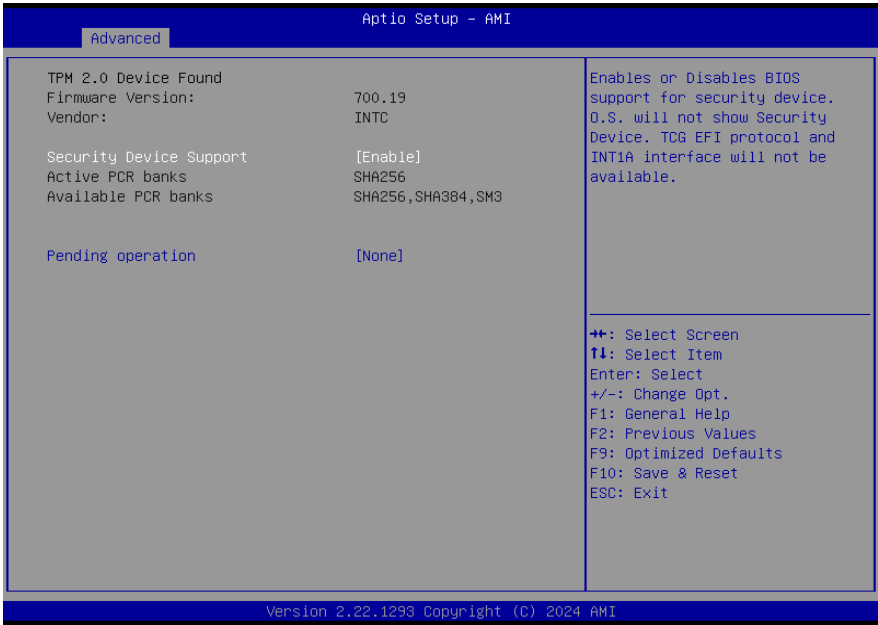 Aptio Setup – AMI
Advanced
TPM 2.0 Device Found
Firmware Version: 700.19
Vendor: INTC
Security Device Support [Enable]
Active PCR banks SHA256
Available PCR banks SHA256,SHA384,SM3
Pending operation [None]
Enables or Disables BIOS
support for security device.
O.S. will not show Security
Device. TCG EFI protocol and
INT1A interface will not be
available.
→←: Select Screen
↑↓: Select Item
Enter: Select
+/-: Change Opt.
F1: General Help
F2: Previous Values
F9: Optimized Defaults
F10: Save & Reset
ESC: Exit
Version 2.22.1293 Copyright (C) 2024 AMI